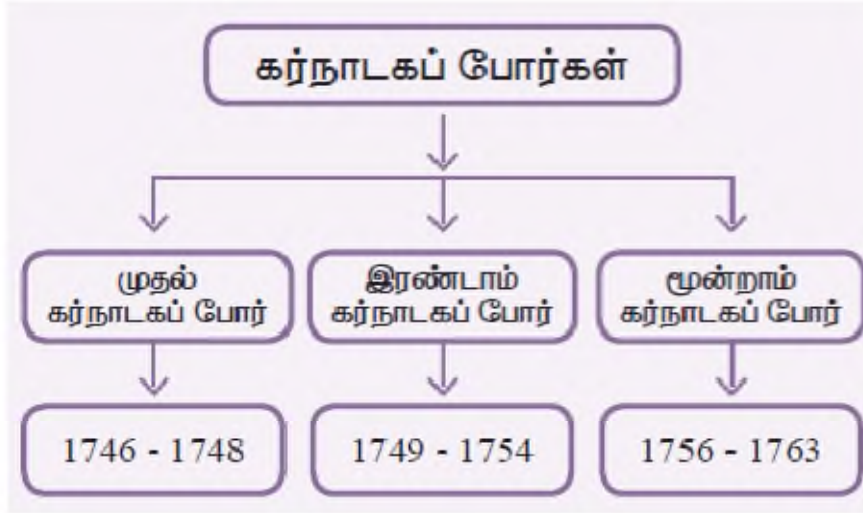 கர்நாடகப் போர்கள்
முதல்
கர்நாடகப் போர்
இரண்டாம்
கர்நாடகப் போர்
மூன்றாம்
கர்நாடகப் போர்
1746 - 1748
1749 - 1754
1756 - 1763